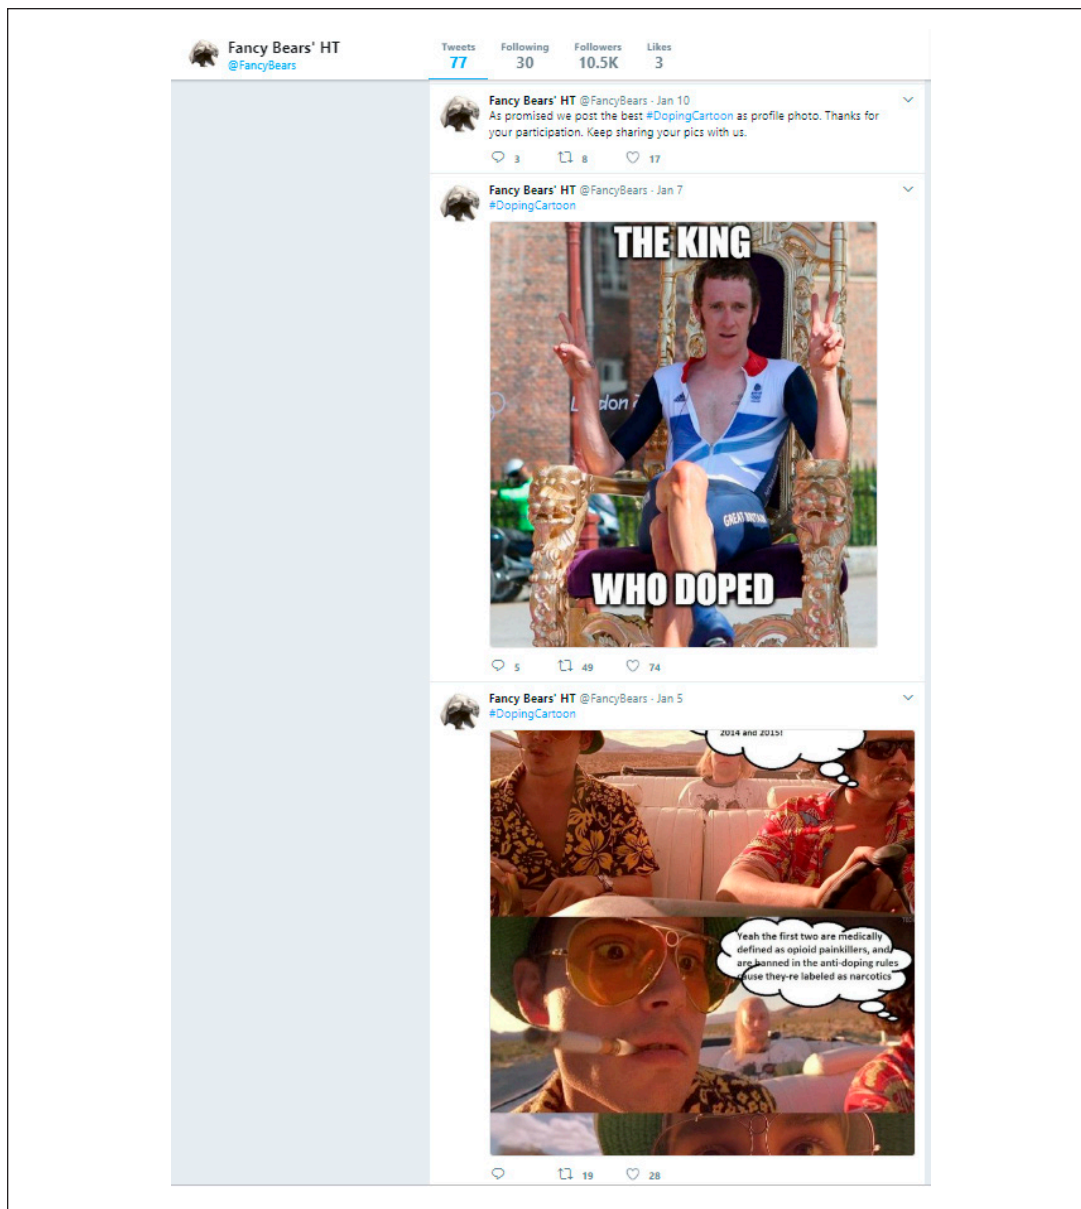 Fancy Bears' HT
@FancyBears
Tweets Following Followers Likes
77 30 10.5K 3
Fancy Bears' HT @FancyBears - Jan 10
As promised we post the best #DopingCartoon as profile photo. Thanks for
your participation. Keep sharing your pics with us.
3 8 17
Fancy Bears' HT @FancyBears - Jan 7
#DopingCartoon
THE KING
GREAT BRITAIN
WHO DOPED
5 49 74
Fancy Bears' HT @FancyBears - Jan 5
#DopingCartoon
2014 and 2015!
Yeah the first two are medically
defined as opioid painkillers, and
are banned in the anti-doping rules
cause they-re labeled as narcotics
19 28